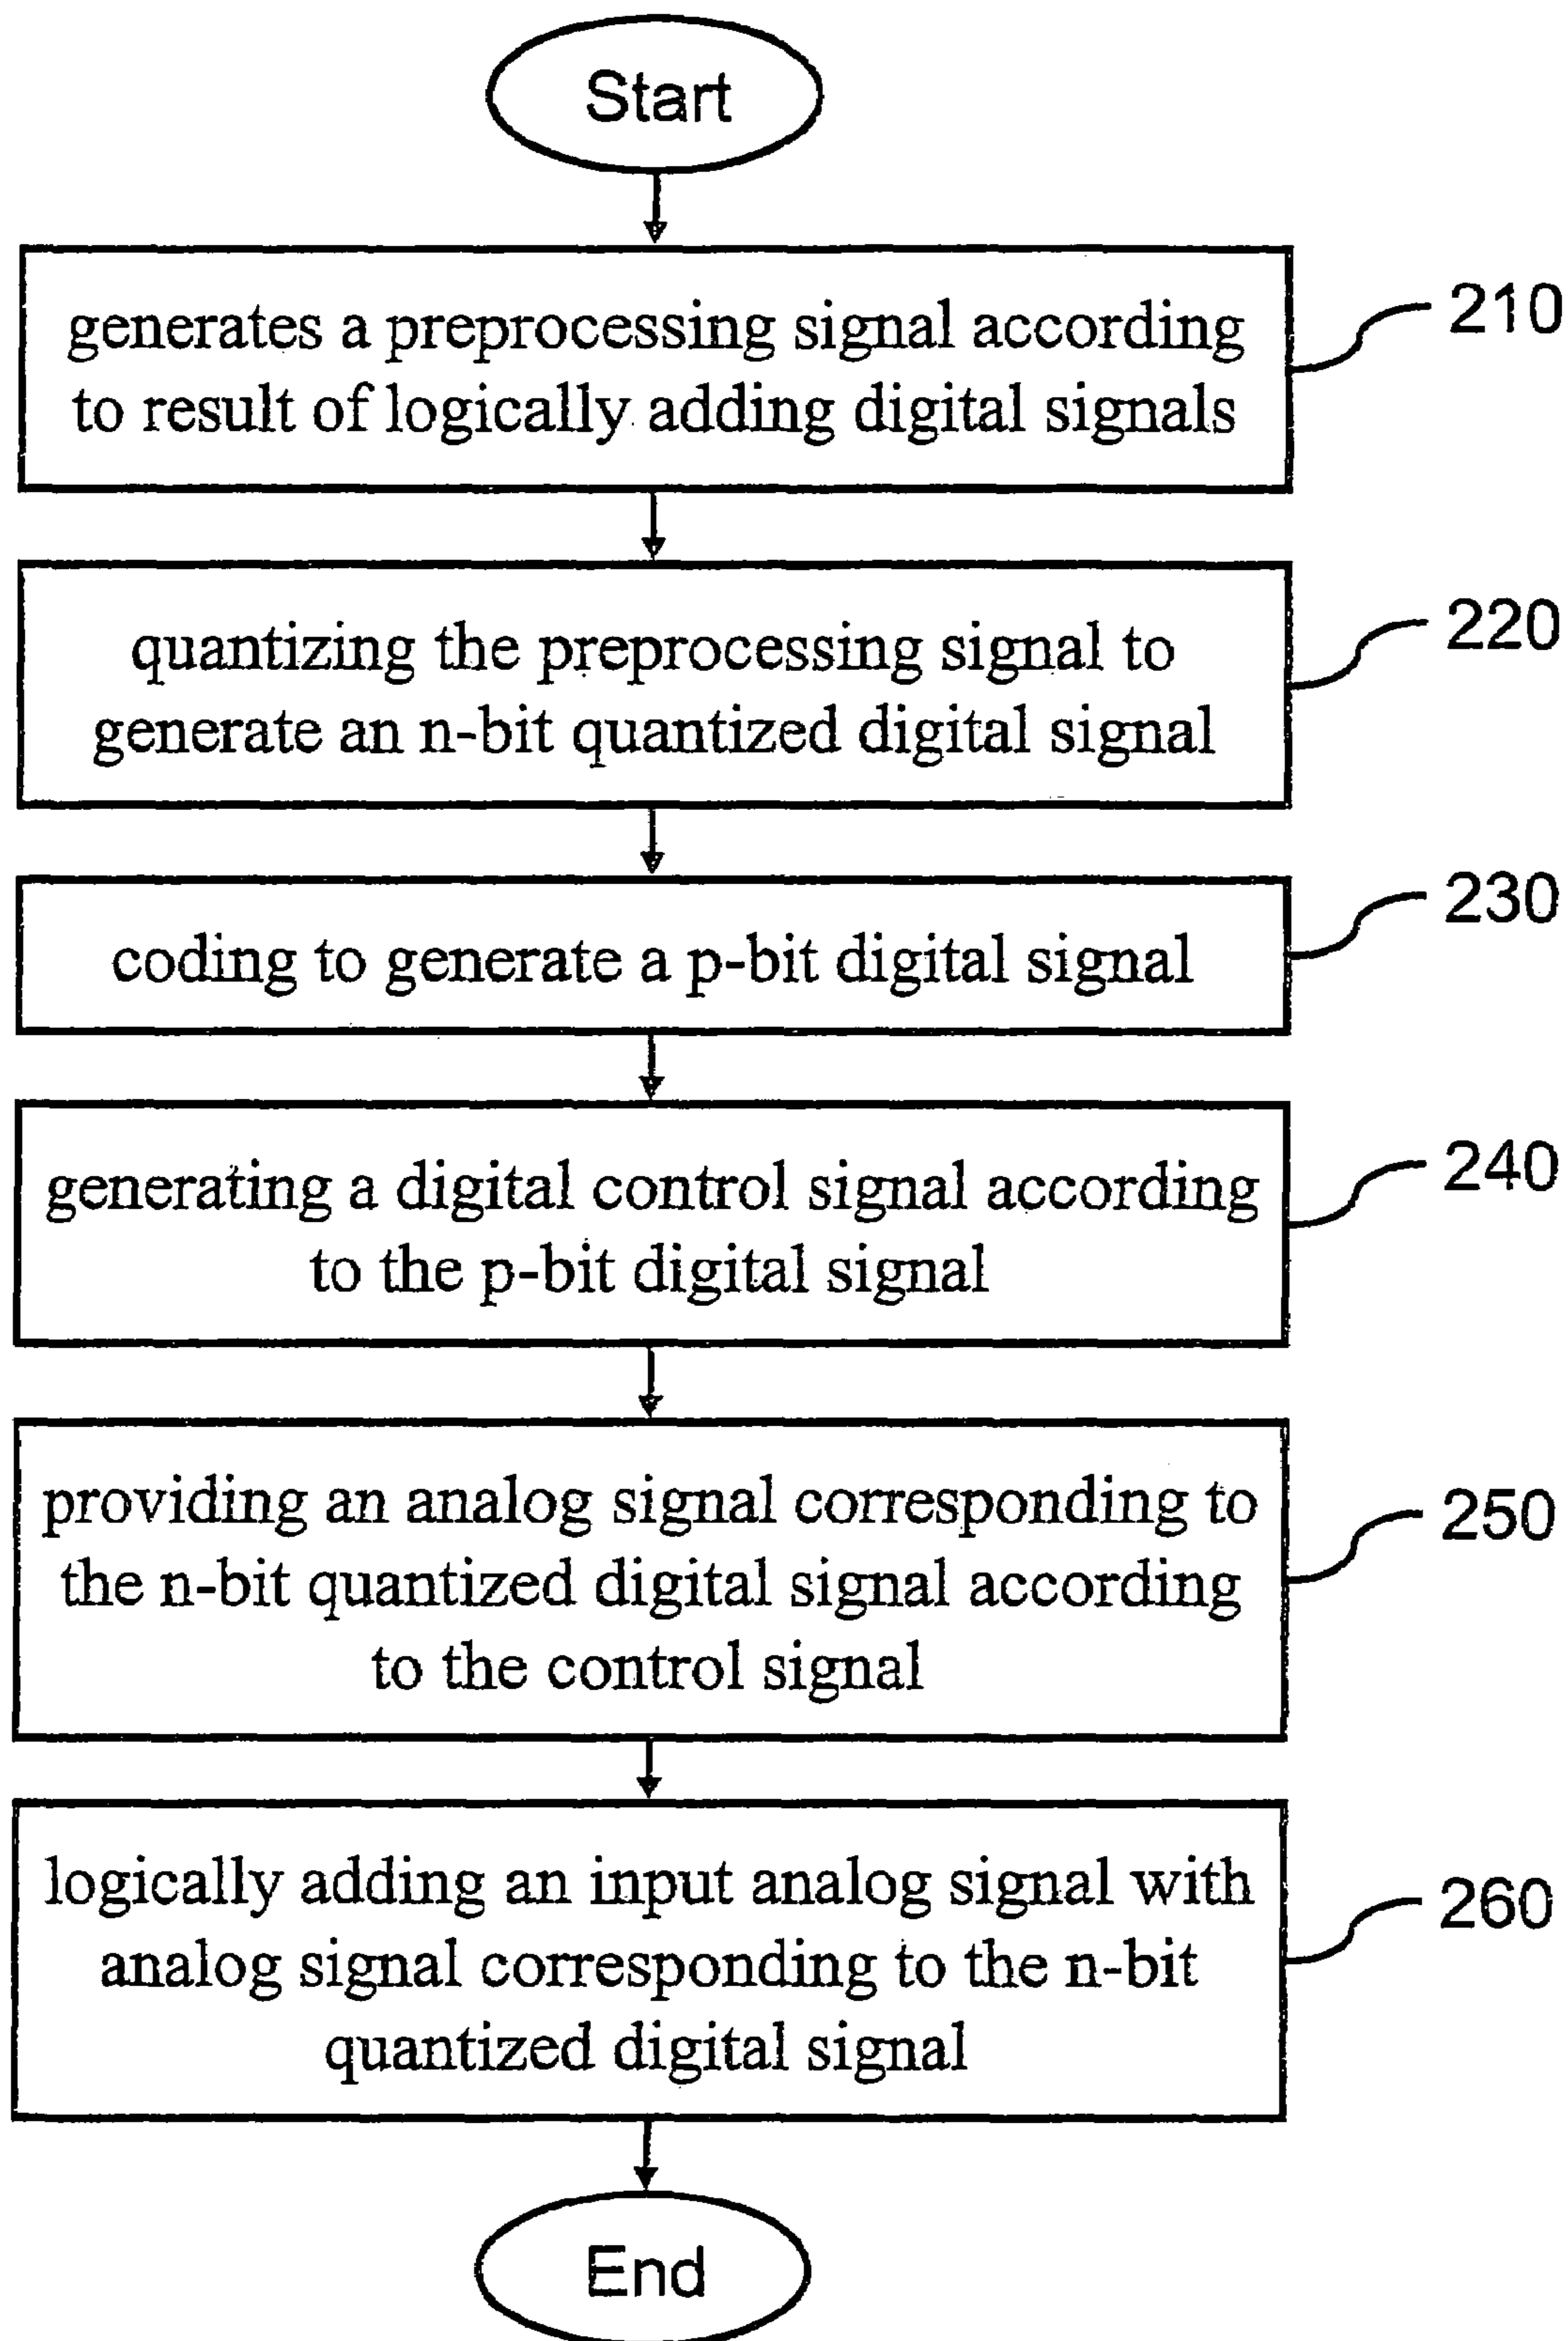 Start
generates a preprocessing signal according
to result of logically adding digital signals
210
quantizing the preprocessing signal to
generate an n-bit quantized digital signal
220
coding to generate a p-bit digital signal
230
generating a digital control signal according
to the p-bit digital signal
240
providing an analog signal corresponding to
the n-bit quantized digital signal according
to the control signal
250
logically adding an input analog signal with
analog signal corresponding to the n-bit
quantized digital signal
260
End